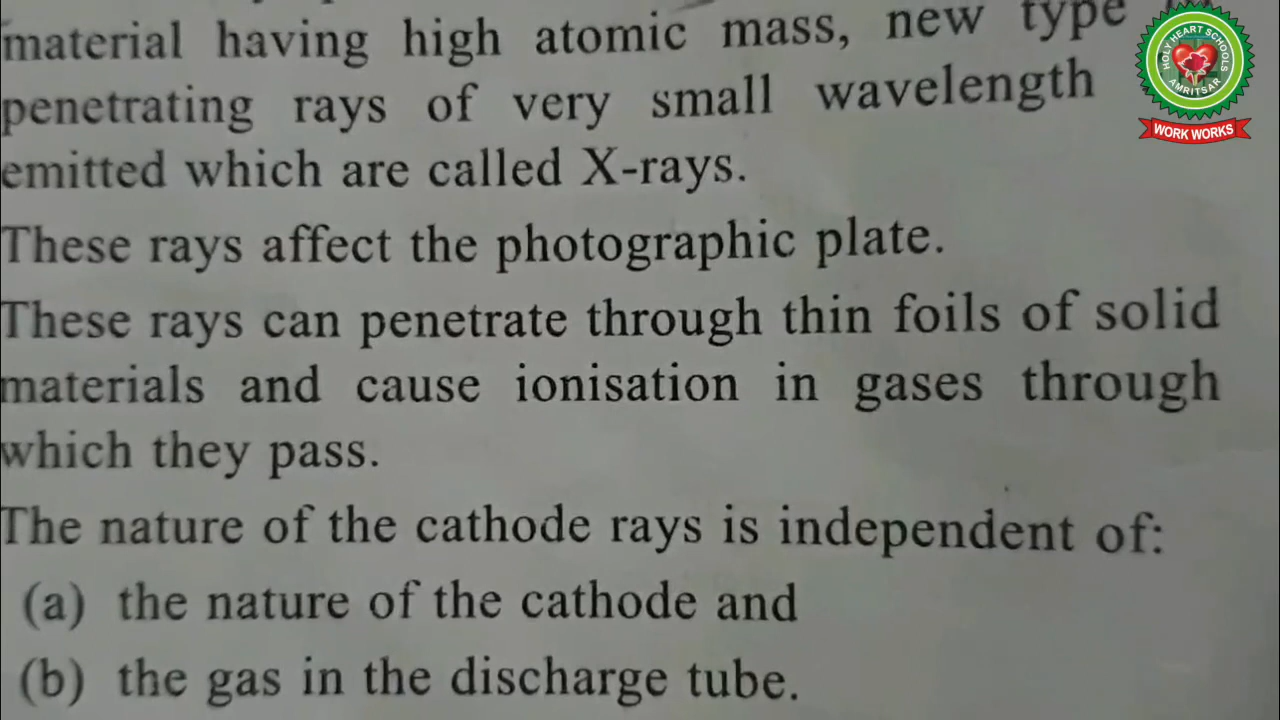 material having high atomic mass, new type
penetrating rays of very small wavelength
emitted which are called X-rays.
These rays affect the photographic plate.
These rays can penetrate through thin foils of solid
materials and cause ionisation in gases through
which they pass.
The nature of the cathode rays is independent of:
(a) the nature of the cathode and
(b) the gas in the discharge tube.
HOLY HEART SCHOOLS
AMRITSAR
WORK WORKS